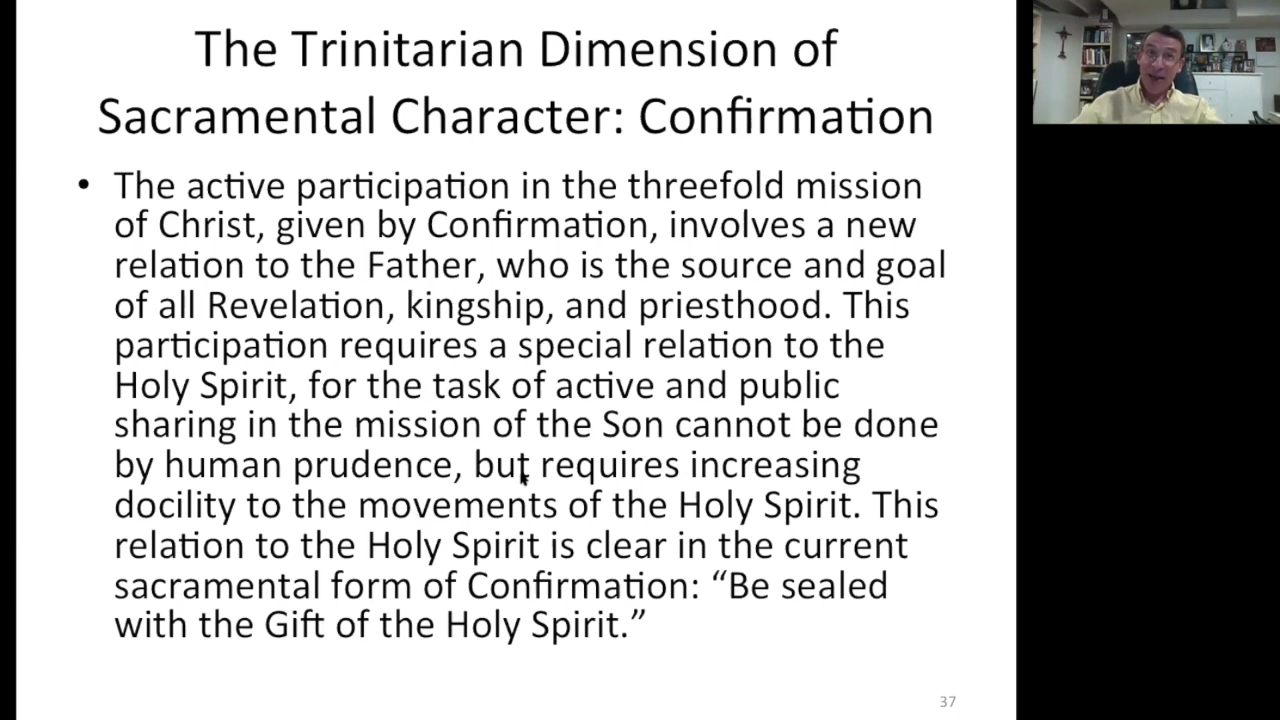 The Trinitarian Dimension of
Sacramental Character: Confirmation
• The active participation in the threefold mission
of Christ, given by Confirmation, involves a new
relation to the Father, who is the source and goal
of all Revelation, kingship, and priesthood. This
participation requires a special relation to the
Holy Spirit, for the task of active and public
sharing in the mission of the Son cannot be done
by human prudence, but requires increasing
docility to the movements of the Holy Spirit. This
relation to the Holy Spirit is clear in the current
sacramental form of Confirmation: “Be sealed
with the Gift of the Holy Spirit.”
37